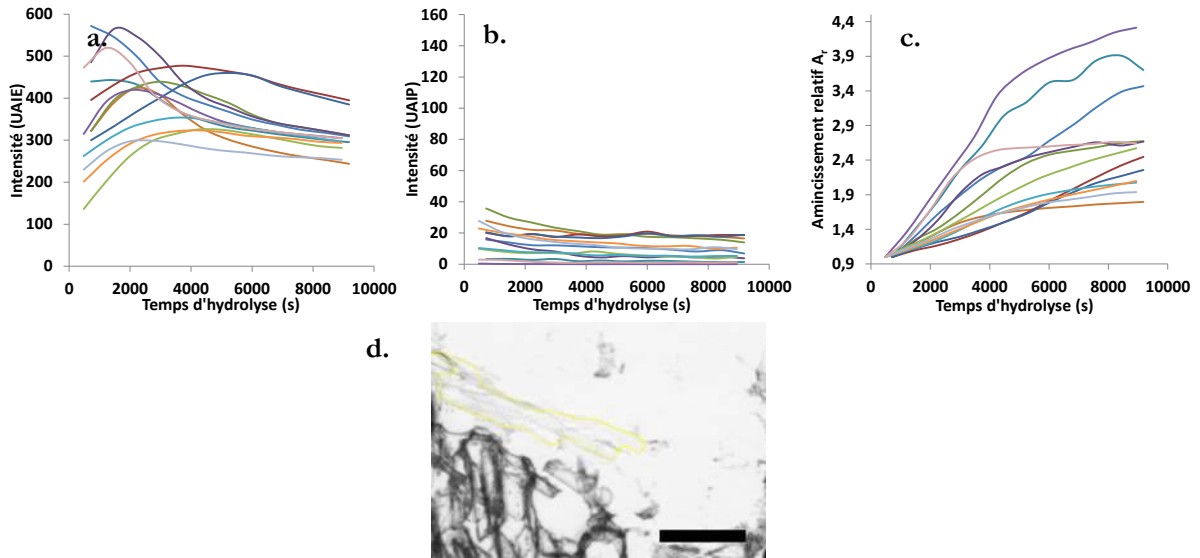 a.
Intensité (UAIE)
600
500
400
300
200
100
0
0 2000 4000 6000 8000 10000
Temps d'hydrolyse (s)
b.
Intensité (UAIP)
160
140
120
100
80
60
40
20
0
0 2000 4000 6000 8000 10000
Temps d'hydrolyse (s)
c.
Amincissement relatif Ar
4,4
3,9
3,4
2,9
2,4
1,9
1,4
0,9
0 2000 4000 6000 8000 10000
Temps d'hydrolyse (s)
d.